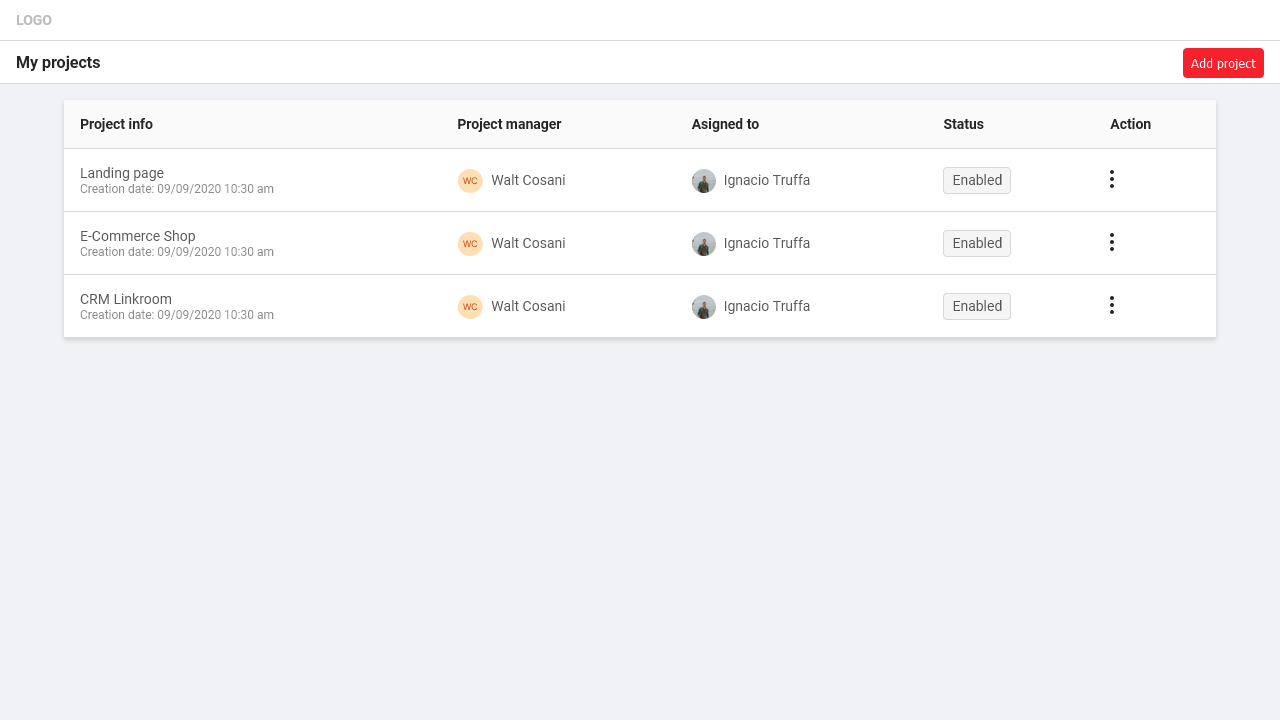 LOGO
My projects
Add project
Project info Project manager Asigned to Status Action
Landing page
Creation date: 09/09/2020 10:30 am
WC Walt Cosani Ignacio Truffa Enabled
E-Commerce Shop
Creation date: 09/09/2020 10:30 am
WC Walt Cosani Ignacio Truffa Enabled
CRM Linkroom
Creation date: 09/09/2020 10:30 am
WC Walt Cosani Ignacio Truffa Enabled